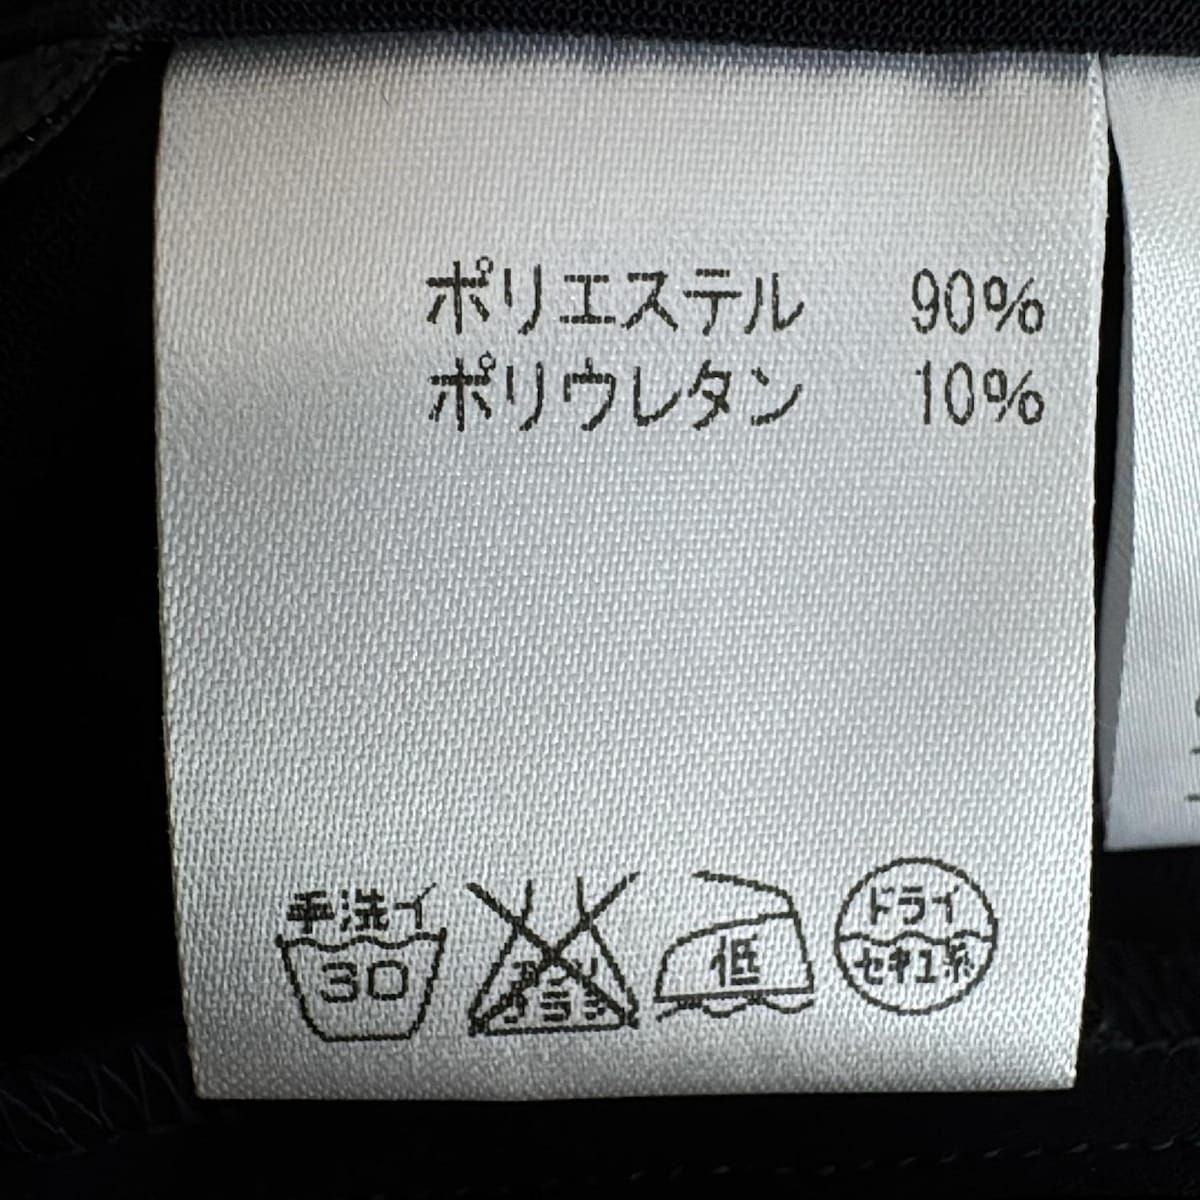 ポリエステル 90%
ポリウレタン 10%
手洗イ
30
低
ドライ
セキユ系